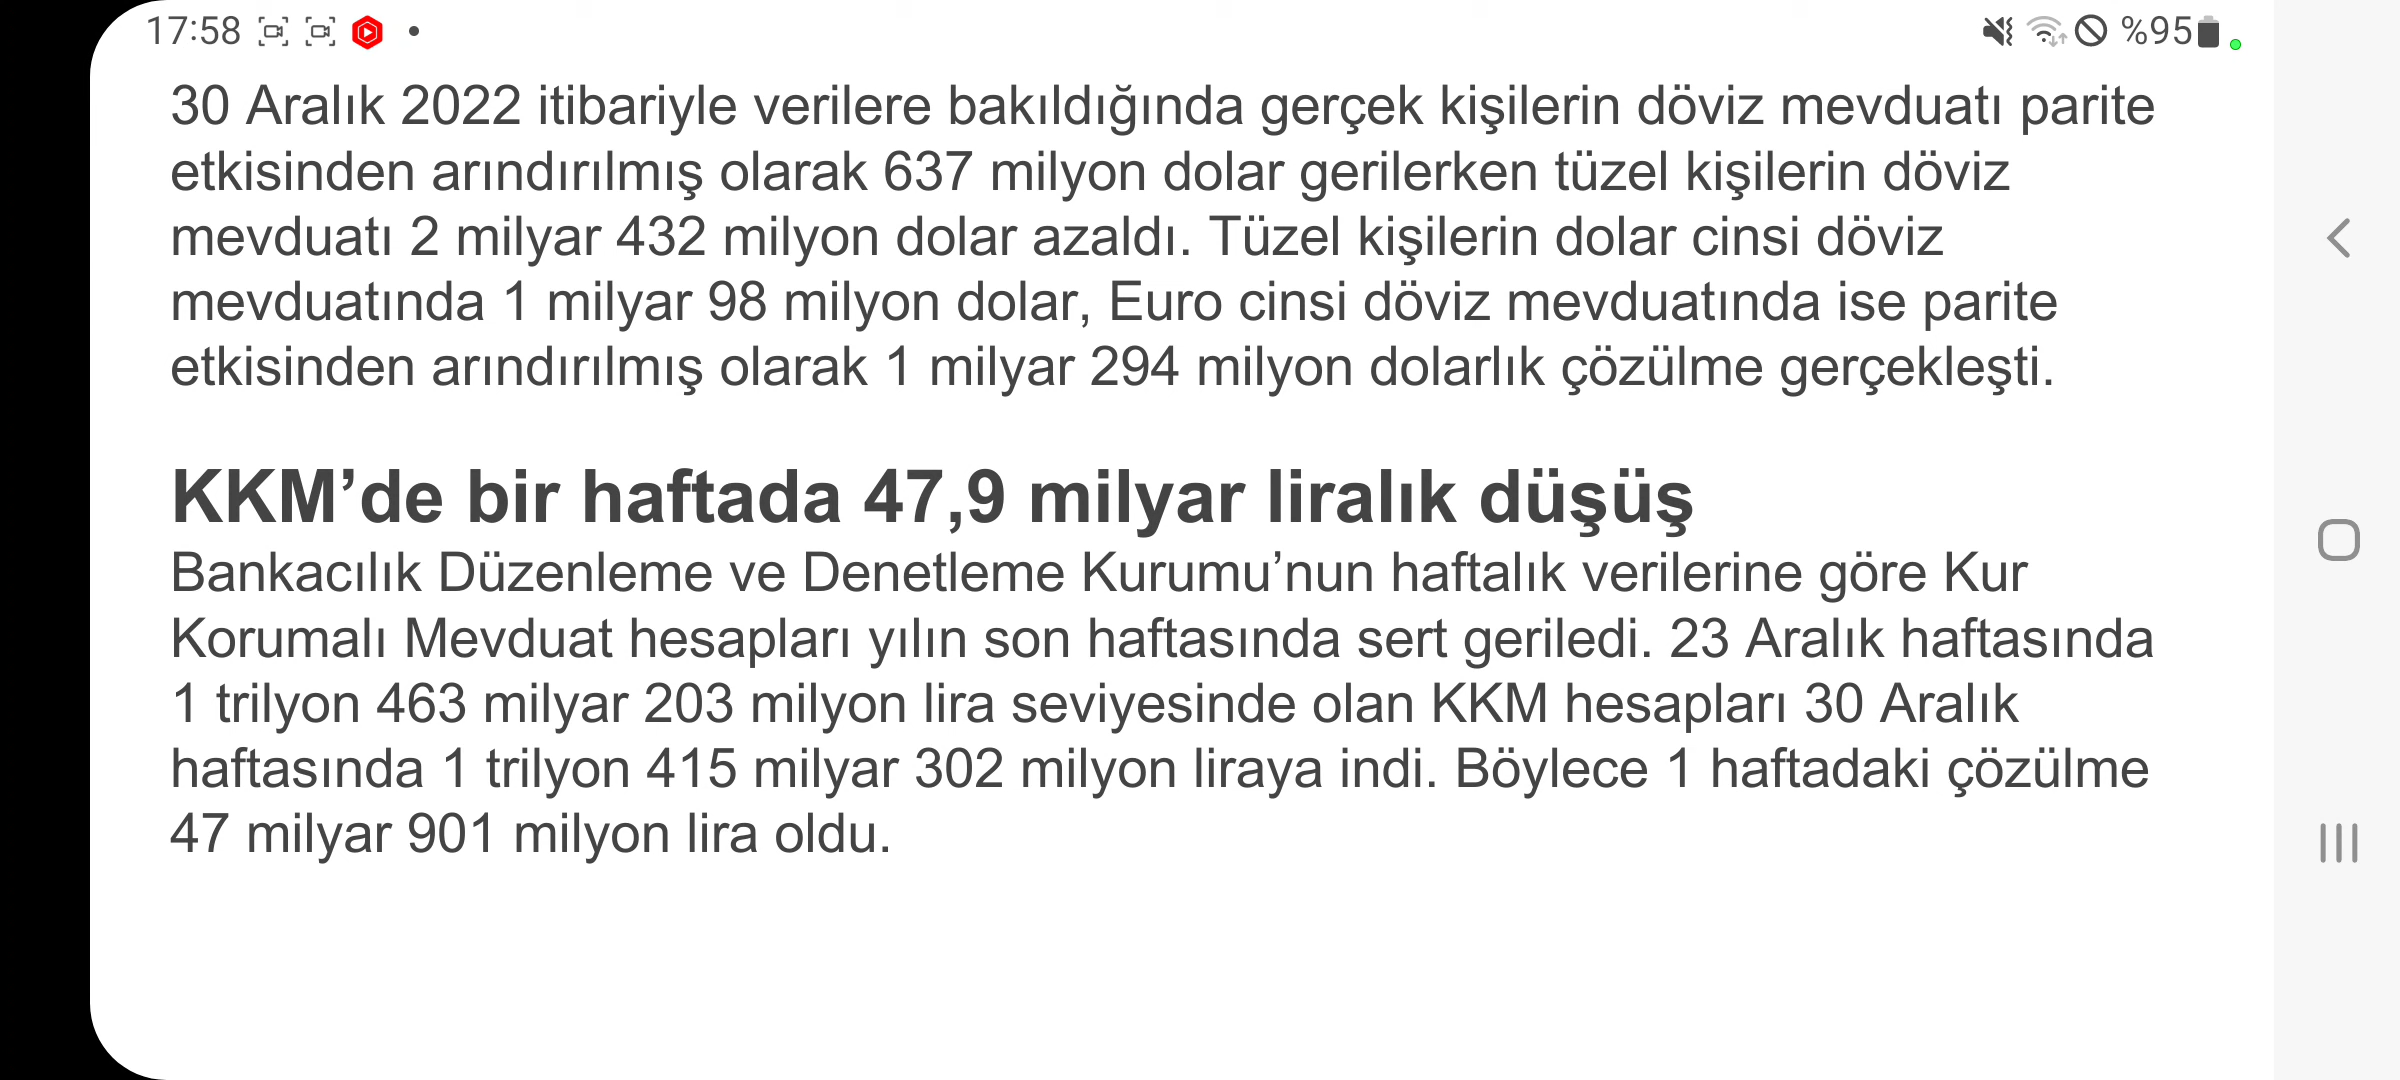 17:58
%95
30 Aralık 2022 itibariyle verilere bakıldığında gerçek kişilerin döviz mevduatı parite
etkisinden arındırılmış olarak 637 milyon dolar gerilerken tüzel kişilerin döviz
mevduatı 2 milyar 432 milyon dolar azaldı. Tüzel kişilerin dolar cinsi döviz
mevduatında 1 milyar 98 milyon dolar, Euro cinsi döviz mevduatında ise parite
etkisinden arındırılmış olarak 1 milyar 294 milyon dolarlık çözülme gerçekleşti.
KKM’de bir haftada 47,9 milyar liralık düşüş
Bankacılık Düzenleme ve Denetleme Kurumu’nun haftalık verilerine göre Kur
Korumalı Mevduat hesapları yılın son haftasında sert geriledi. 23 Aralık haftasında
1 trilyon 463 milyar 203 milyon lira seviyesinde olan KKM hesapları 30 Aralık
haftasında 1 trilyon 415 milyar 302 milyon liraya indi. Böylece 1 haftadaki çözülme
47 milyar 901 milyon lira oldu.